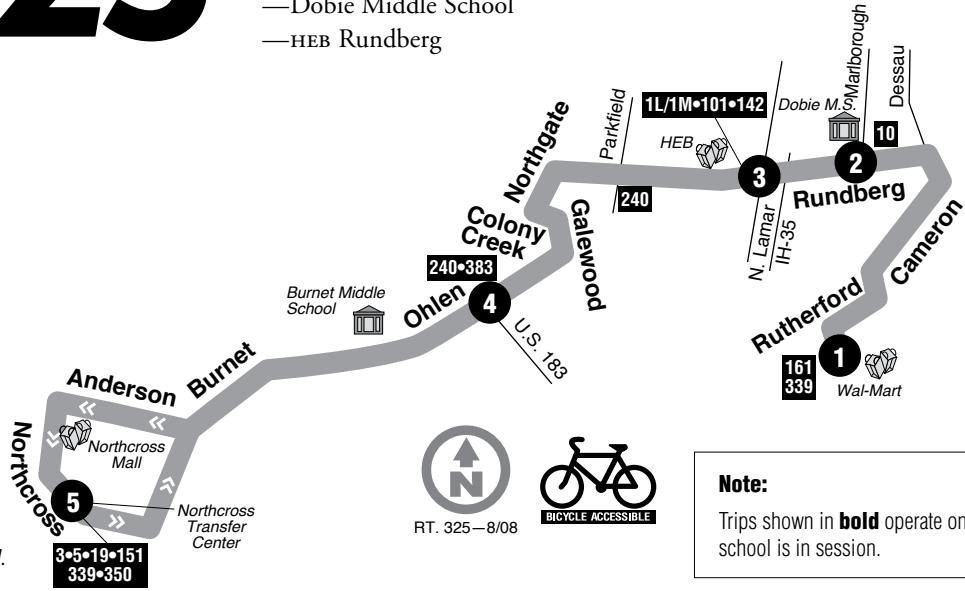 25
—Dobie Middle School
—HEB Rundberg
Marlborough
Dessau
Parkfield
1L/1M•101•142
Dobie M.S.
10
HEB
Northgate
3
2
Rundberg
240
Colony
Creek
Galewood
N. Lamar
IH-35
Cameron
240•383
Burnet Middle
School
Ohlen
4
U.S. 183
Rutherford
1
161
339
Wal-Mart
Anderson
Burnet
Northcross
Mall
Northcross
5
Northcross
Transfer
Center
3•5•19•151
339•350
N
RT. 325—8/08
BICYCLE ACCESSIBLE
Note:
Trips shown in bold operate on
school is in session.